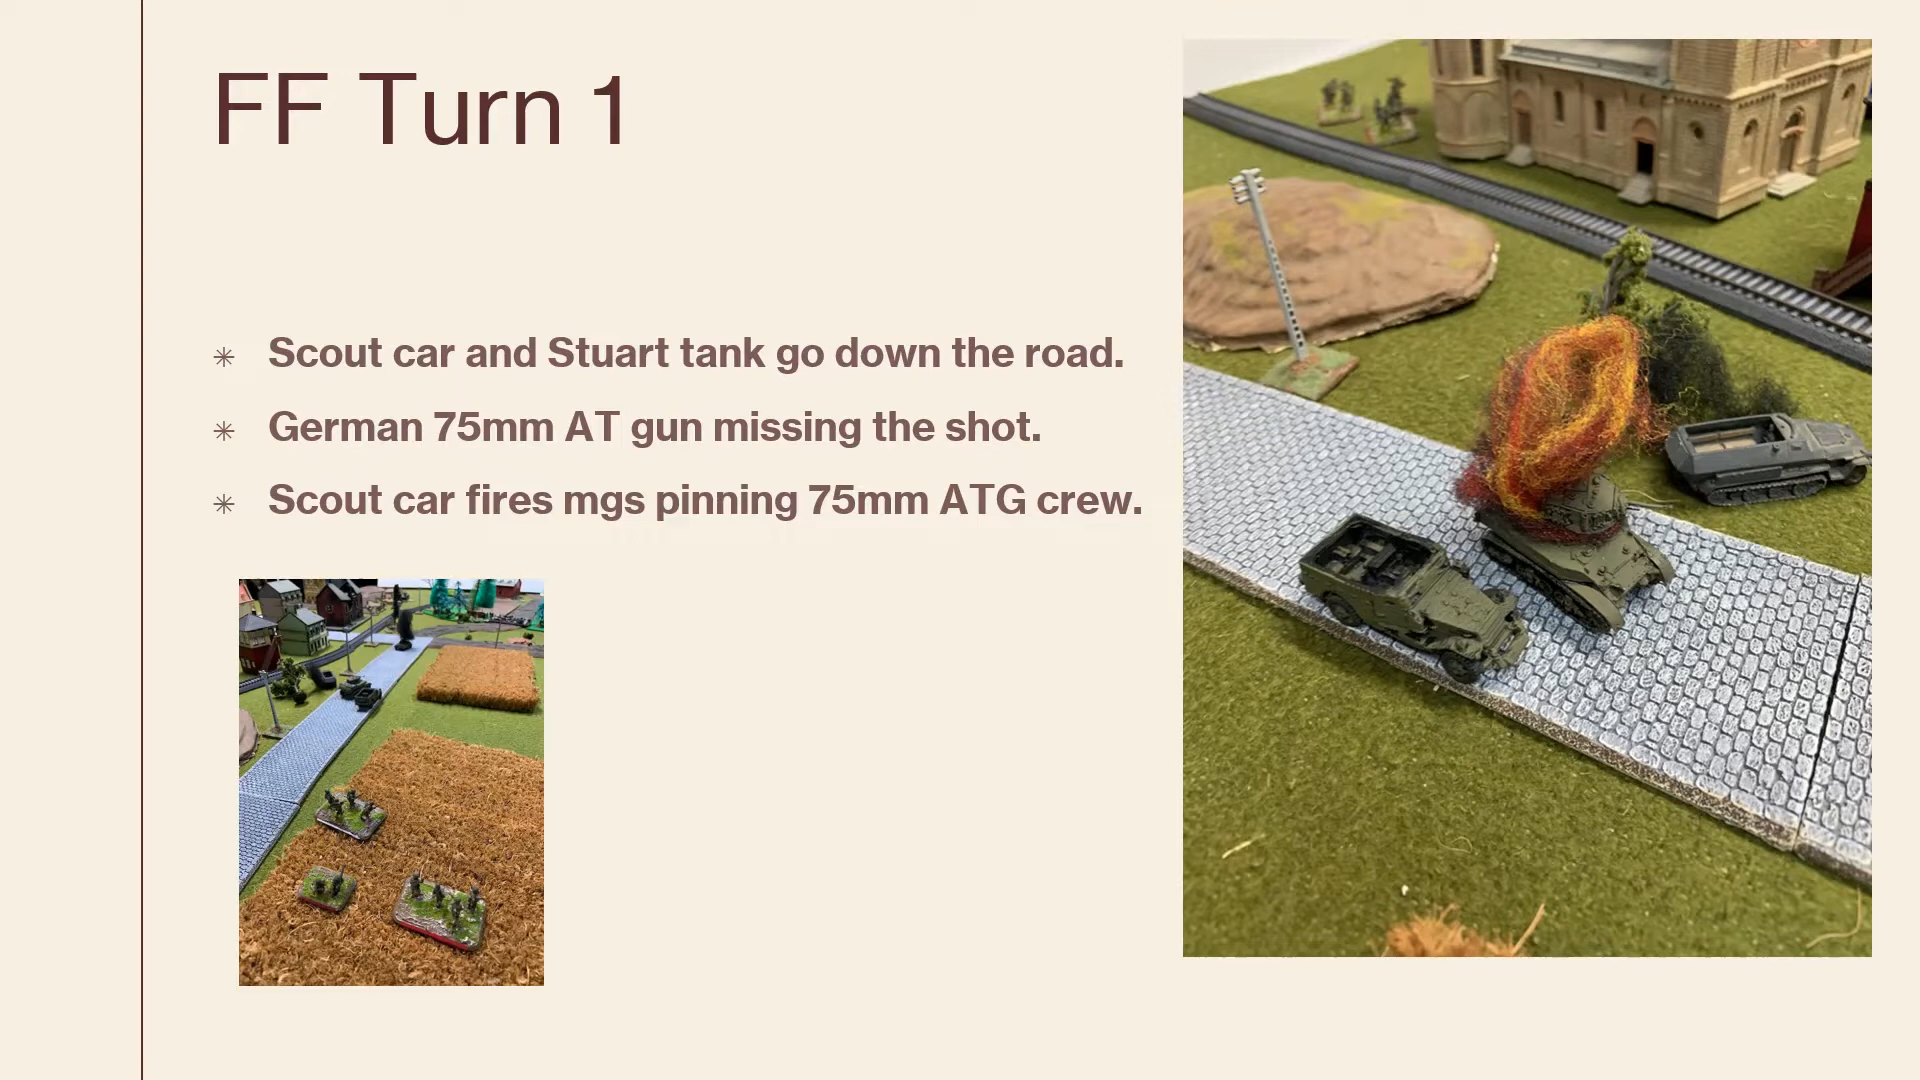 FF Turn 1
Scout car and Stuart tank go down the road.
German 75mm AT gun missing the shot.
Scout car fires mgs pinning 75mm ATG crew.